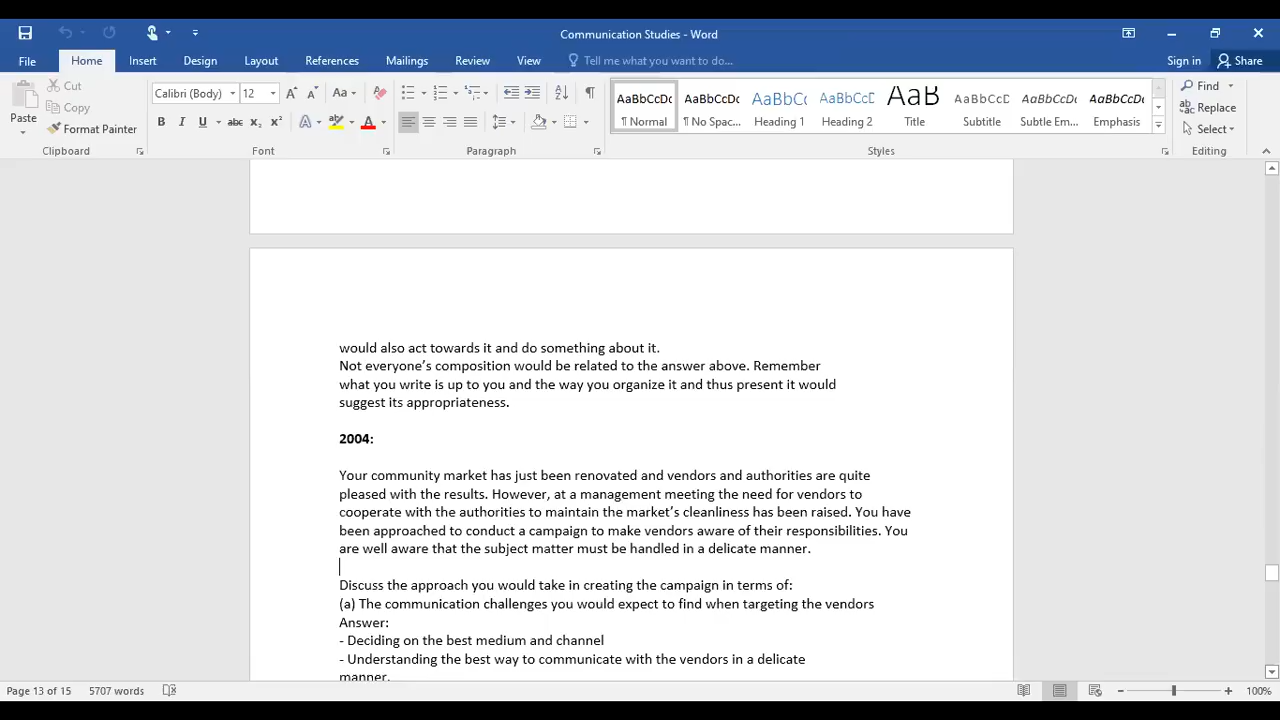 Communication Studies - Word
File Home Insert Design Layout References Mailings Review View Tell me what you want to do... Sign in Share
Paste
Cut
Copy
Format Painter
Clipboard
Calibri (Body) 12
Font
Paragraph
AaBbCcDc AaBbCcDc AaBbCc AaBbCcD AaB AaBbCcD AaBbCcDc AaBbCcDc
¶ Normal ¶ No Spac... Heading 1 Heading 2 Title Subtitle Subtle Em... Emphasis
Styles
Find
Replace
Select
Editing
would also act towards it and do something about it.
Not everyone’s composition would be related to the answer above. Remember
what you write is up to you and the way you organize it and thus present it would
suggest its appropriateness.
2004:
Your community market has just been renovated and vendors and authorities are quite
pleased with the results. However, at a management meeting the need for vendors to
cooperate with the authorities to maintain the market’s cleanliness has been raised. You have
been approached to conduct a campaign to make vendors aware of their responsibilities. You
are well aware that the subject matter must be handled in a delicate manner.
Discuss the approach you would take in creating the campaign in terms of:
(a) The communication challenges you would expect to find when targeting the vendors
Answer:
- Deciding on the best medium and channel
- Understanding the best way to communicate with the vendors in a delicate
manner.
Page 13 of 15 5707 words 100%